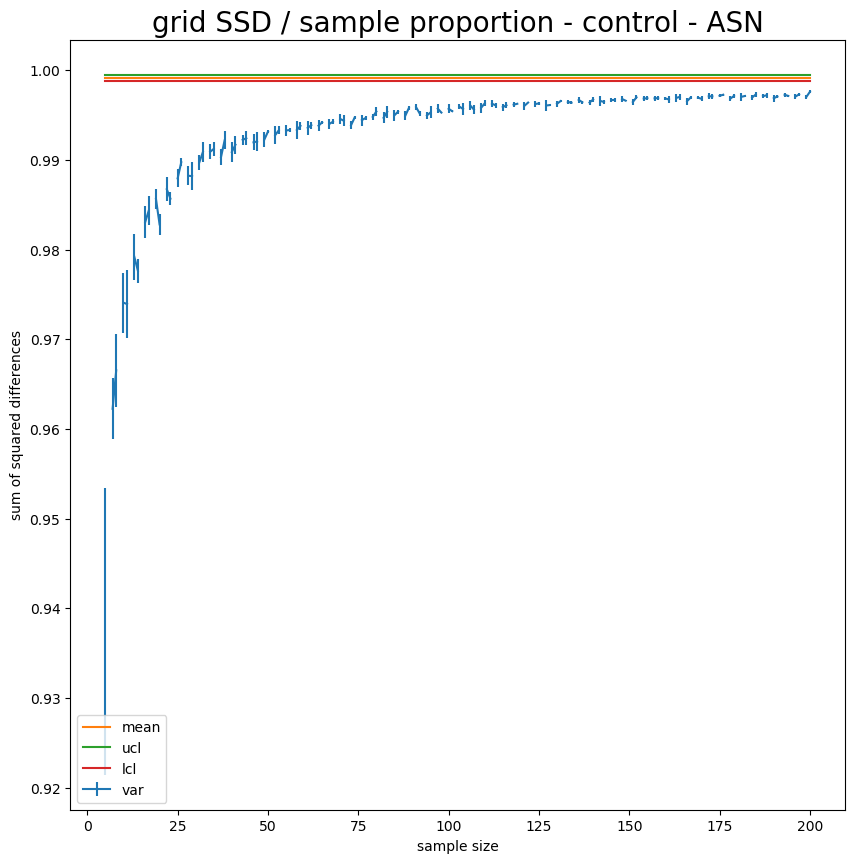 grid SSD / sample proportion - control - ASN
sum of squared differences
1.00
0.99
0.98
0.97
0.96
0.95
0.94
0.93
0.92
mean
ucl
lcl
var
0 25 50 75 100 125 150 175 200
sample size